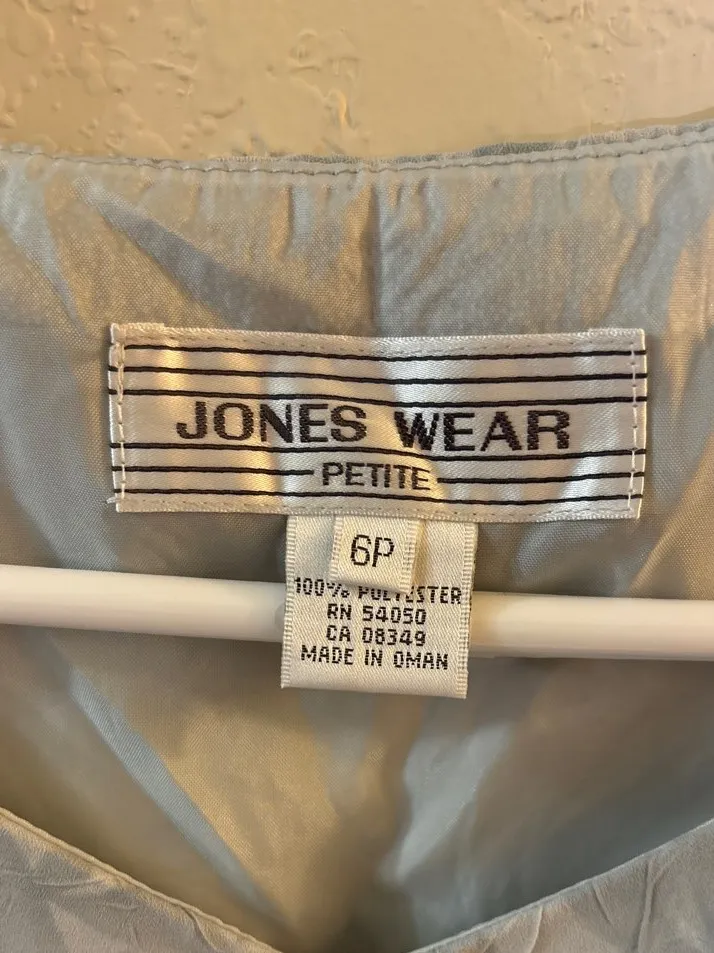 JONES WEAR
PETITE
6P
100% POLYESTER
RN 54050
CA 08349
MADE IN OMAN